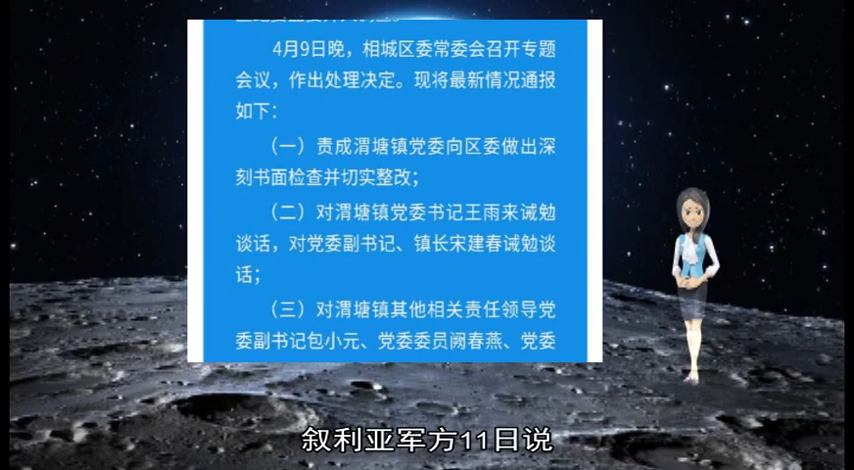 4月9日晚，相城区委常委会召开专题
会议，作出处理决定。现将最新情况通报
如下：
（一）责成渭塘镇党委向区委做出深
刻书面检查并切实整改；
（二）对渭塘镇党委书记王雨来诫勉
谈话，对党委副书记、镇长宋建春诫勉谈
话；
（三）对渭塘镇其他相关责任领导党
委副书记包小元、党委委员阙春燕、党委
叙利亚军方11日说